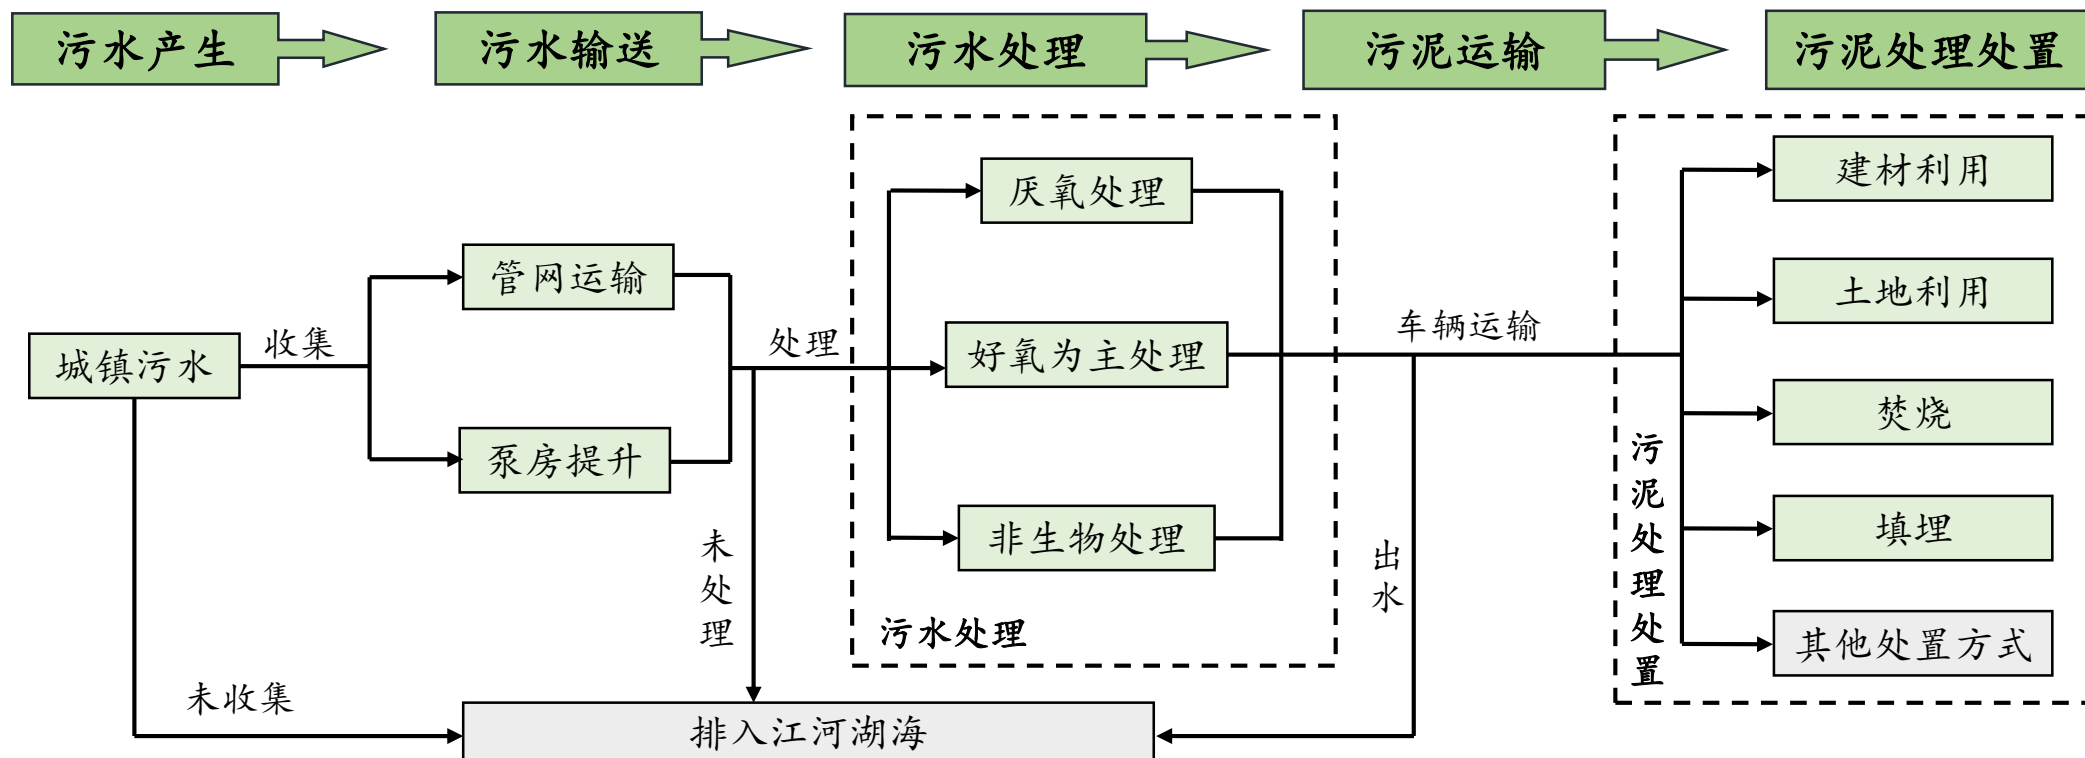 污水产生
污水输送
污水处理
污泥运输
污泥处理处置
城镇污水
收集
未收集
管网运输
泵房提升
处理
未处理
厌氧处理
好氧为主处理
非生物处理
污水处理
车辆运输
出水
排入江河湖海
污泥处理处置
建材利用
土地利用
焚烧
填埋
其他处置方式